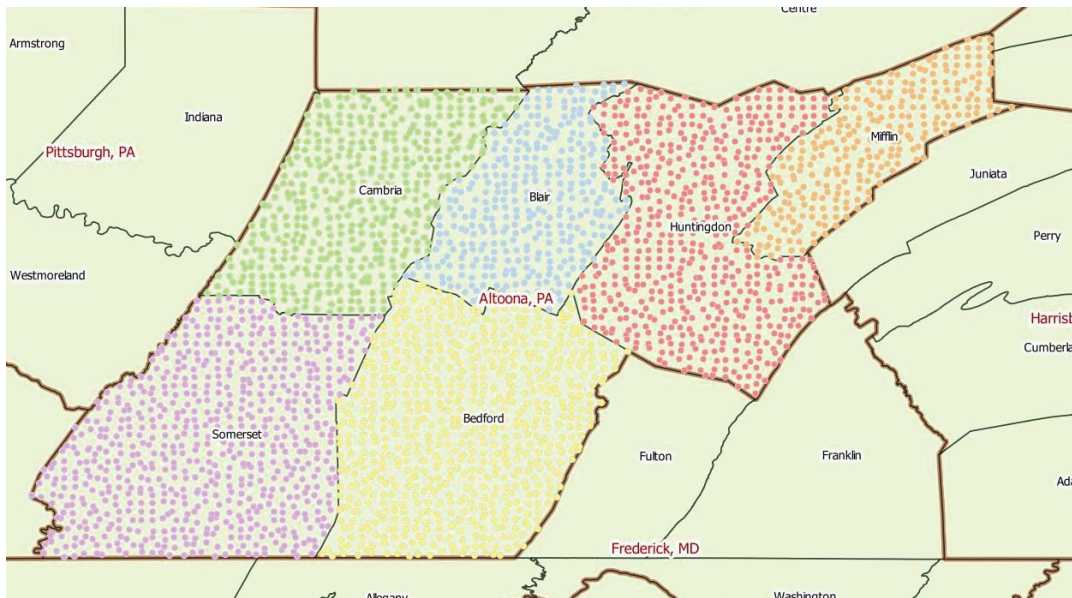 Centre
Armstrong
Indiana
Mifflin
Pittsburgh, PA
Juniata
Cambria
Blair
Huntingdon
Perry
Westmoreland
Altoona, PA
Harrisb
Cumberla
Bedford
Somerset
Fulton
Franklin
Ada
Frederick, MD
Allegany
Washington